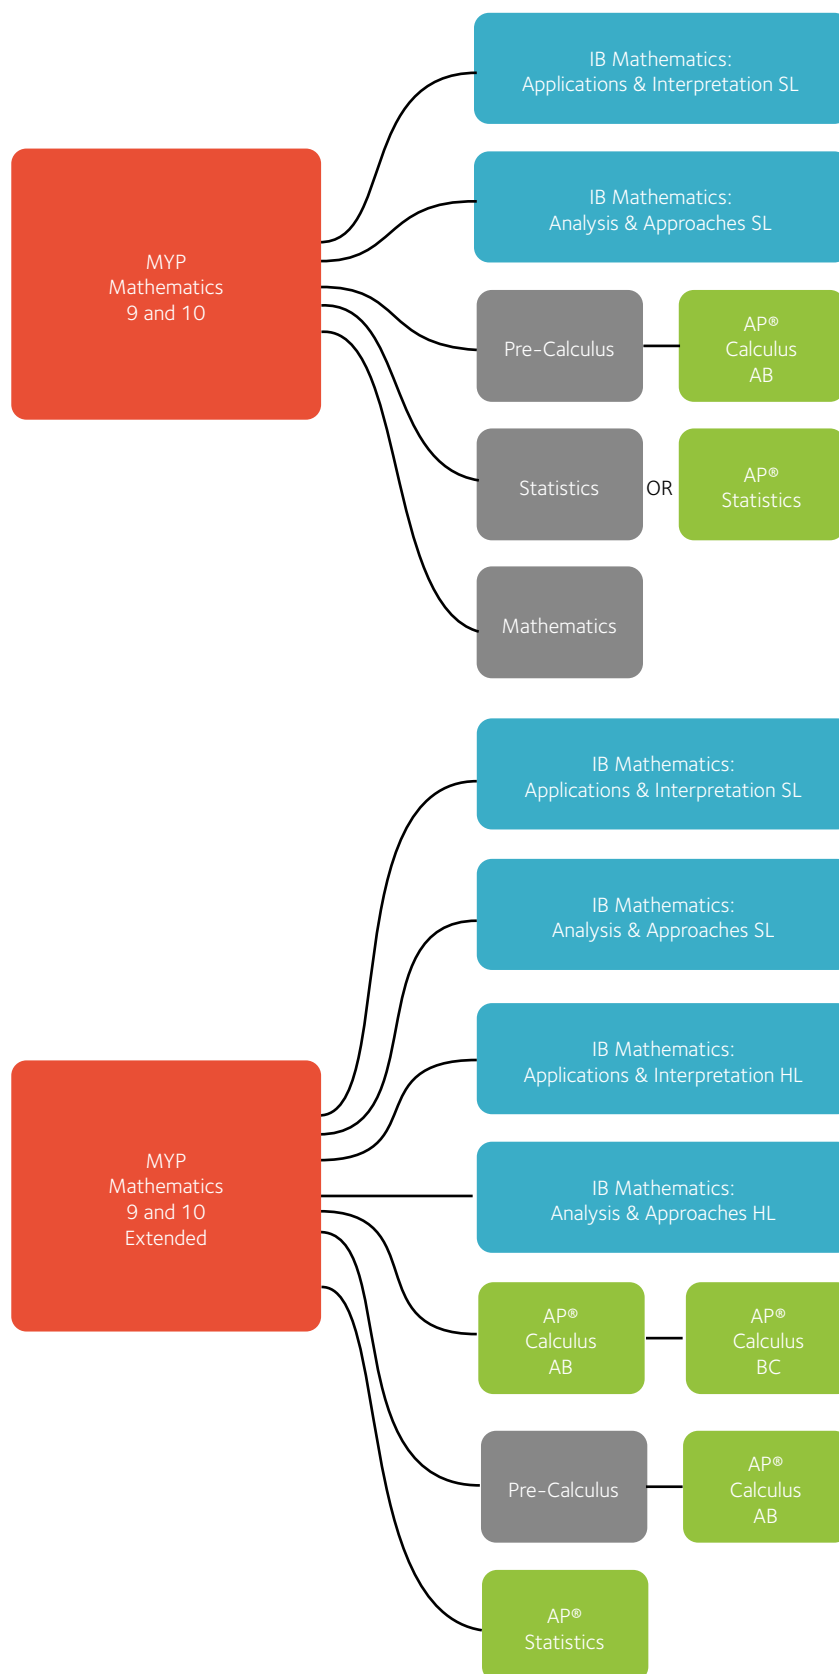 IB Mathematics:
Applications & Interpretation SL
IB Mathematics:
Analysis & Approaches SL
MYP
Mathematics
9 and 10
Pre-Calculus
AP®
Calculus
AB
Statistics
OR
AP®
Statistics
Mathematics
IB Mathematics:
Applications & Interpretation SL
IB Mathematics:
Analysis & Approaches SL
IB Mathematics:
Applications & Interpretation HL
MYP
Mathematics
9 and 10
Extended
IB Mathematics:
Analysis & Approaches HL
AP®
Calculus
AB
AP®
Calculus
BC
Pre-Calculus
AP®
Calculus
AB
AP®
Statistics